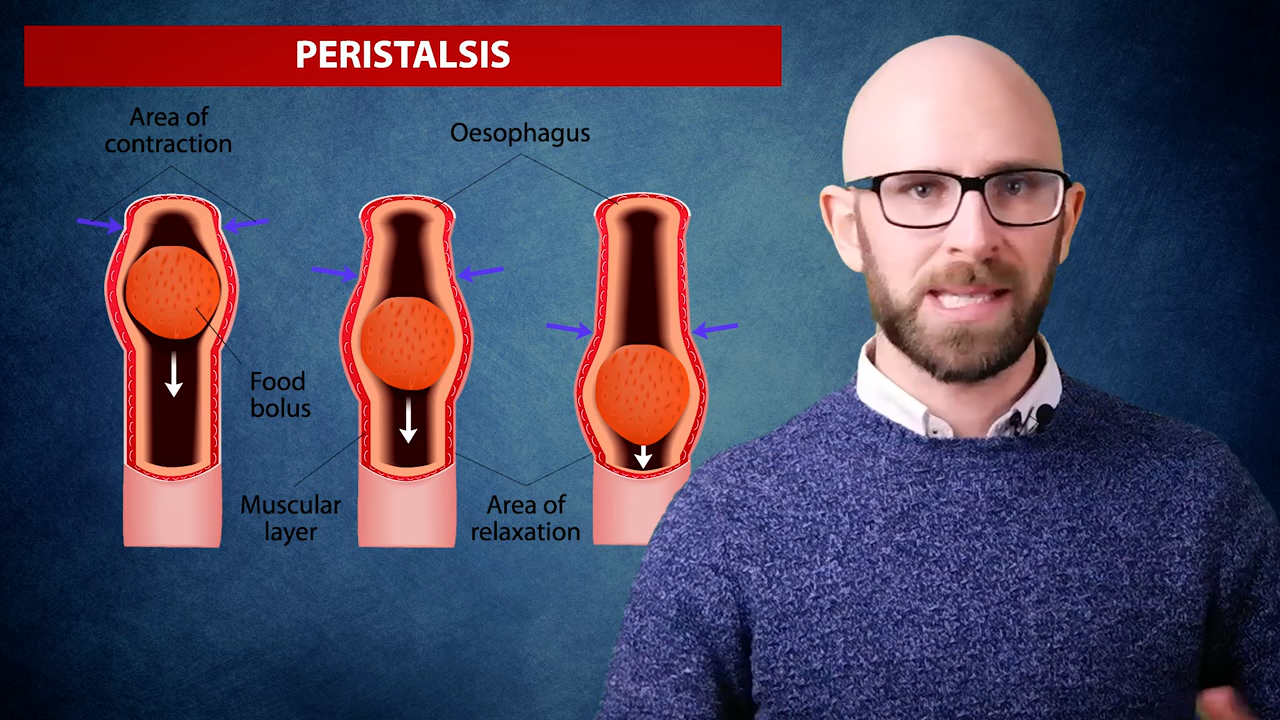 PERISTALSIS
Area of
contraction
Oesophagus
Food
bolus
Muscular
layer
Area of
relaxation